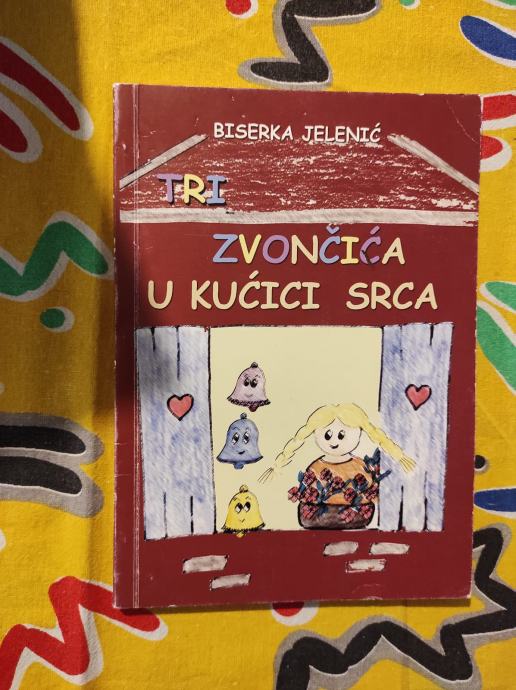 BISERKA JELENIĆ
TRI
ZVONČIĆA
U KUĆICI SRCA